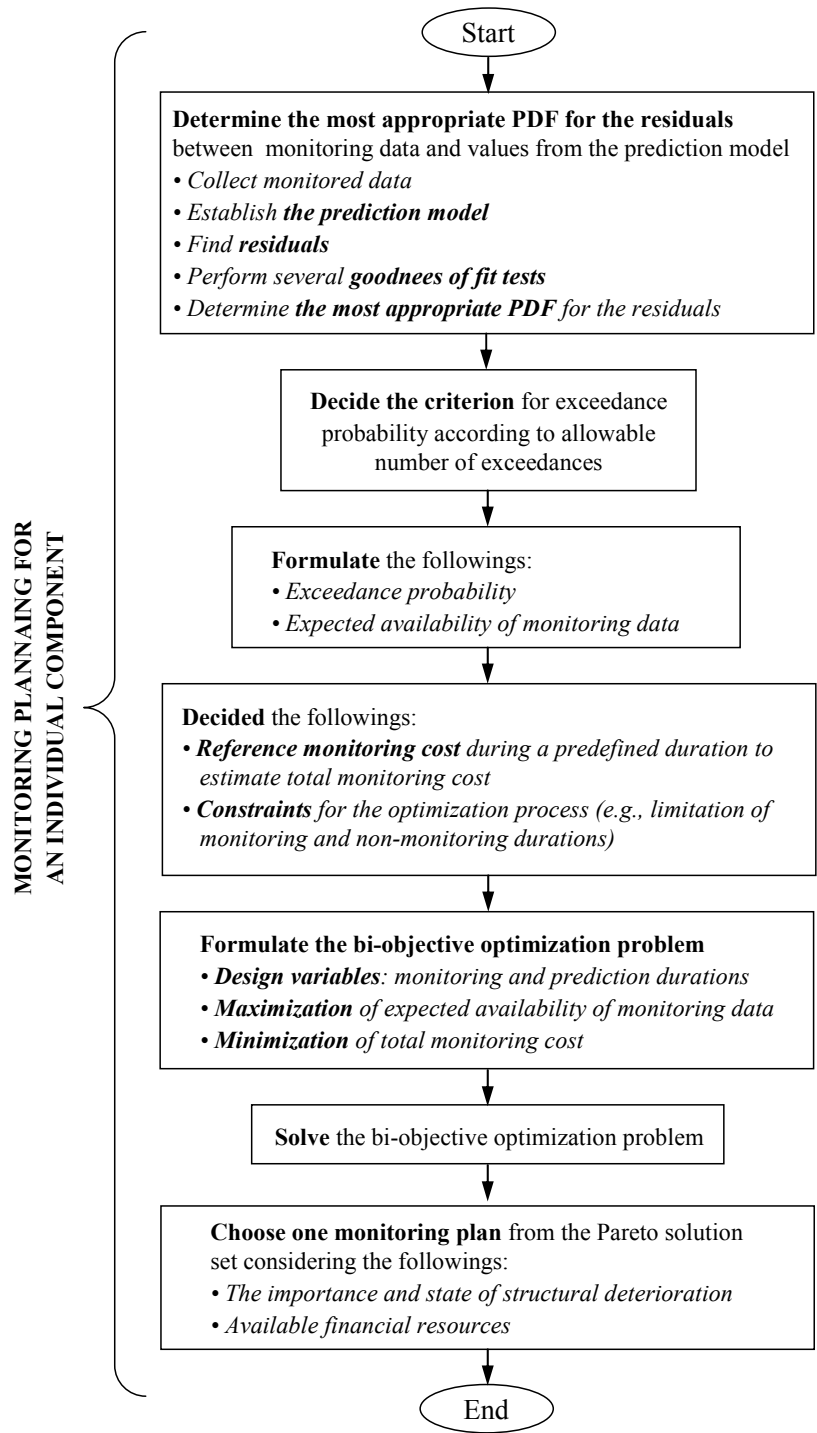 Start
Determine the most appropriate PDF for the residuals
between monitoring data and values from the prediction model
• Collect monitored data
• Establish the prediction model
• Find residuals
• Perform several goodnees of fit tests
• Determine the most appropriate PDF for the residuals
Decide the criterion for exceedance
probability according to allowable
number of exceedances
MONITORING PLANNAING FOR
AN INDIVIDUAL COMPONENT
Formulate the followings:
• Exceedance probability
• Expected availability of monitoring data
Decided the followings:
• Reference monitoring cost during a predefined duration to
estimate total monitoring cost
• Constraints for the optimization process (e.g., limitation of
monitoring and non-monitoring durations)
Formulate the bi-objective optimization problem
• Design variables: monitoring and prediction durations
• Maximization of expected availability of monitoring data
• Minimization of total monitoring cost
Solve the bi-objective optimization problem
Choose one monitoring plan from the Pareto solution
set considering the followings:
• The importance and state of structural deterioration
• Available financial resources
End